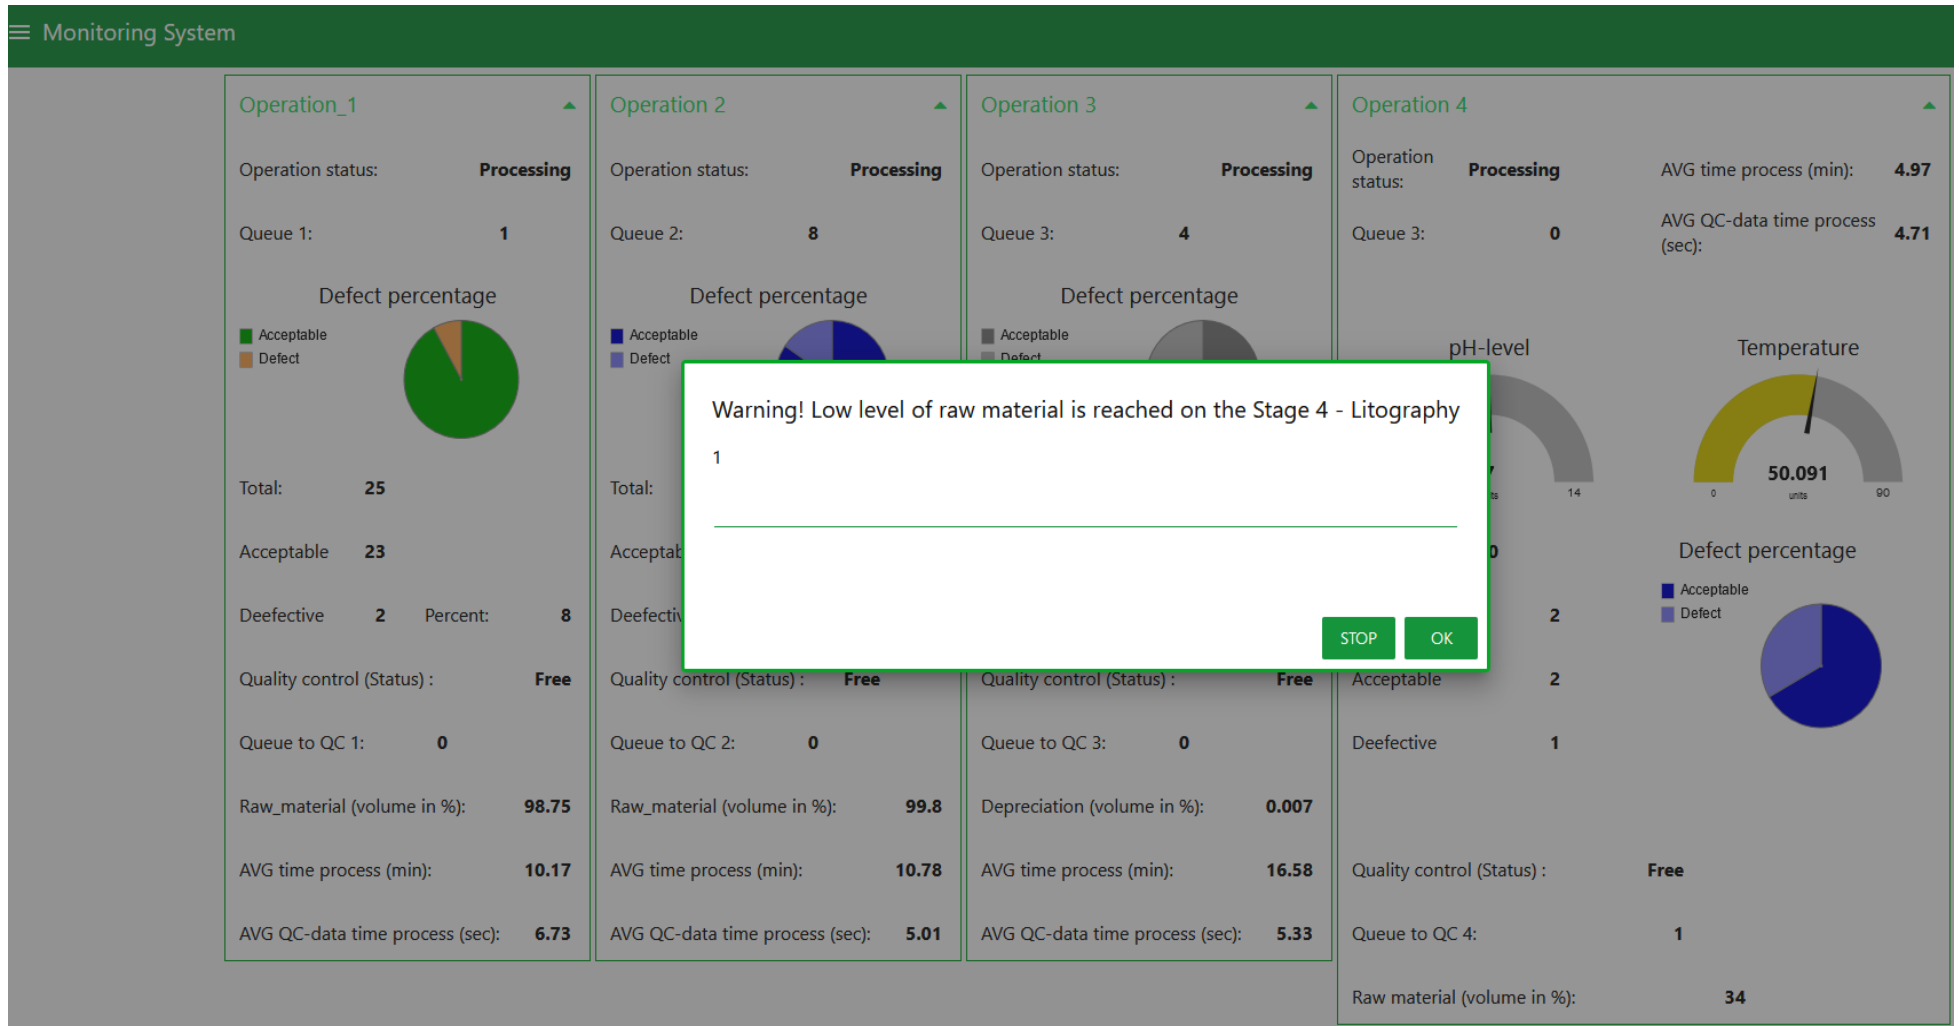 Monitoring System
Operation_1
Operation status: Processing
Queue 1: 1
Defect percentage
Acceptable
Defect
Total: 25
Acceptable 23
Deefective 2 Percent: 8
Quality control (Status) : Free
Queue to QC 1: 0
Raw_material (volume in %): 98.75
AVG time process (min): 10.17
AVG QC-data time process (sec): 6.73
Operation 2
Operation status: Processing
Queue 2: 8
Defect percentage
Acceptable
Defect
Total:
Quality control (Status) : Free
Queue to QC 2: 0
Raw_material (volume in %): 99.8
AVG time process (min): 10.78
AVG QC-data time process (sec): 5.01
Operation 3
Operation status: Processing
Queue 3: 4
Defect percentage
Acceptable
Defect
Quality control (Status) : Free
Queue to QC 3: 0
Depreciation (volume in %): 0.007
AVG time process (min): 16.58
AVG QC-data time process (sec): 5.33
Operation 4
Operation
status: Processing
Queue 3: 0
AVG time process (min): 4.97
AVG QC-data time process
(sec): 4.71
pH-level
14
Temperature
50.091
0 units 90
2
Acceptable 2
Deefective 1
Defect percentage
Acceptable
Defect
Quality control (Status) : Free
Queue to QC 4: 1
Raw material (volume in %): 34
Warning! Low level of raw material is reached on the Stage 4 - Litography
1
STOP OK